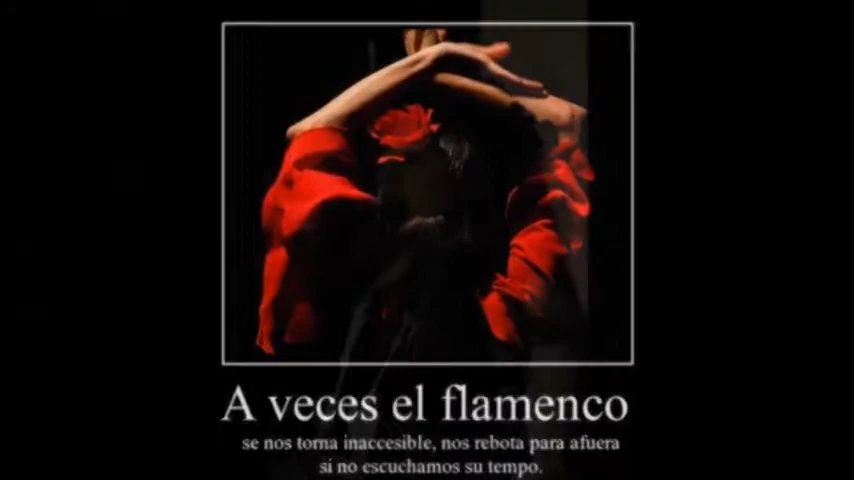 A veces el flamenco
se nos torna inaccesible, nos rebota para afuera
si no escuchamos su tempo.